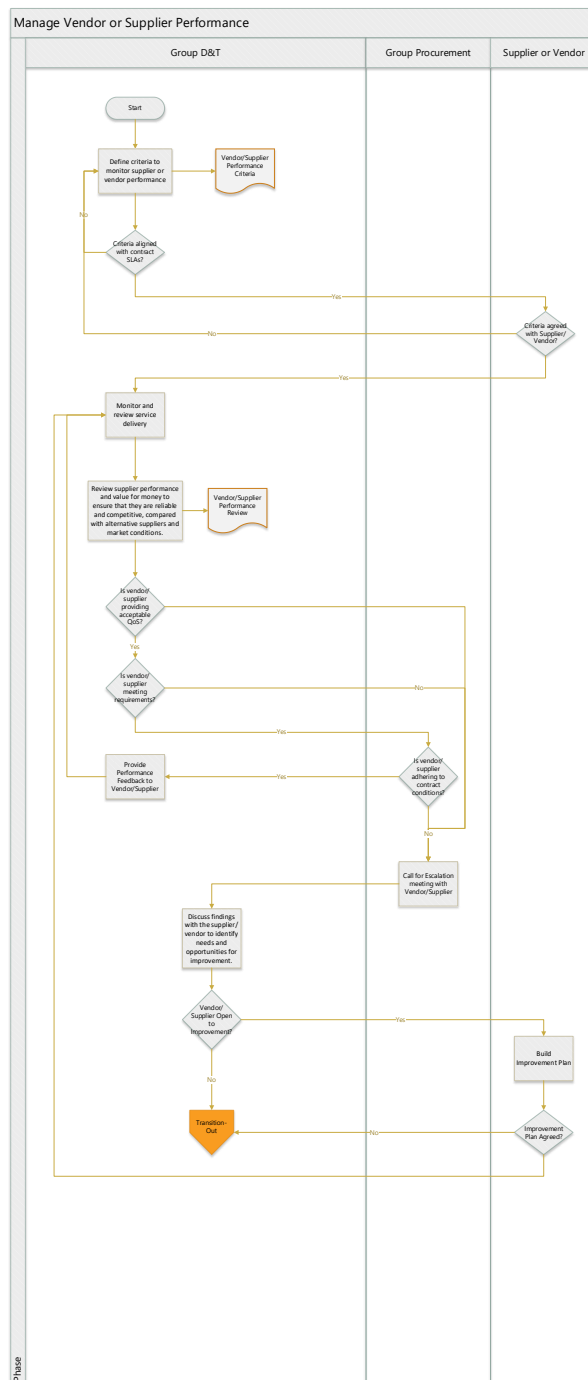 Manage Vendor or Supplier Performance
Group D&T
Group Procurement
Supplier or Vendor
Start
Define criteria to
monitor supplier or
vendor performance
Vendor/Supplier
Performance
Criteria
No
Criteria aligned
with contract
SLAs?
Yes
Criteria agreed
with Supplier/
Vendor?
No
Yes
Monitor and
review service
delivery
Review supplier performance
and value for money to
ensure that they are reliable
and competitive, compared
with alternative suppliers and
market conditions.
Vendor/Supplier
Performance
Review
Is vendor/
supplier
providing
acceptable
QoS?
Yes
Is vendor/
supplier
meeting
requirements?
No
Yes
Is vendor/
supplier
adhering to
contract
conditions?
Yes
Provide
Performance
Feedback to
Vendor/Supplier
No
Call for Escalation
meeting with
Vendor/Supplier
Discuss findings
with the supplier/
vendor to identify
needs and
opportunities for
improvement.
Vendor/
Supplier Open
to
Improvement?
Yes
Build
Improvement Plan
No
Transition-
Out
No
Improvement
Plan Agreed?
Phase